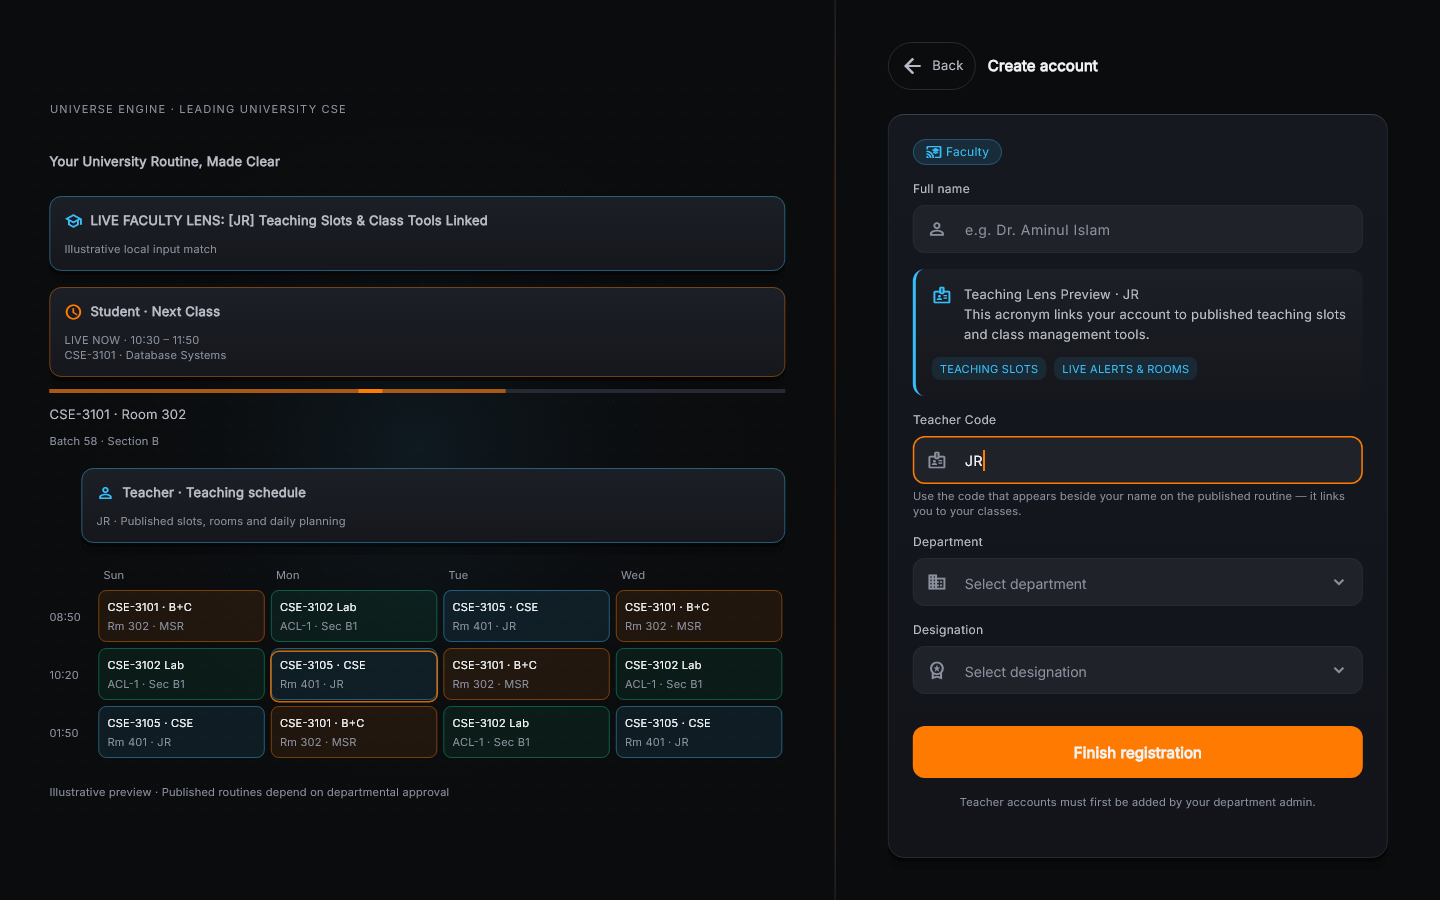 UNIVERSE ENGINE · LEADING UNIVERSITY CSE
Your University Routine, Made Clear
LIVE FACULTY LENS: [JR] Teaching Slots & Class Tools Linked
Illustrative local input match
Student · Next Class
LIVE NOW · 10:30 – 11:50
CSE-3101 · Database Systems
CSE-3101 · Room 302
Batch 58 · Section B
Teacher · Teaching schedule
JR · Published slots, rooms and daily planning
Sun Mon Tue Wed
08:50
CSE-3101 · B+C
Rm 302 · MSR
CSE-3102 Lab
ACL-1 · Sec B1
CSE-3105 · CSE
Rm 401 · JR
CSE-3101 · B+C
Rm 302 · MSR
10:20
CSE-3102 Lab
ACL-1 · Sec B1
CSE-3105 · CSE
Rm 401 · JR
CSE-3101 · B+C
Rm 302 · MSR
CSE-3102 Lab
ACL-1 · Sec B1
01:50
CSE-3105 · CSE
Rm 401 · JR
CSE-3101 · B+C
Rm 302 · MSR
CSE-3102 Lab
ACL-1 · Sec B1
CSE-3105 · CSE
Rm 401 · JR
Illustrative preview · Published routines depend on departmental approval
Back
Create account
Faculty
Full name
e.g. Dr. Aminul Islam
Teaching Lens Preview · JR
This acronym links your account to published teaching slots
and class management tools.
TEACHING SLOTS
LIVE ALERTS & ROOMS
Teacher Code
JR
Use the code that appears beside your name on the published routine — it links
you to your classes.
Department
Select department
Designation
Select designation
Finish registration
Teacher accounts must first be added by your department admin.